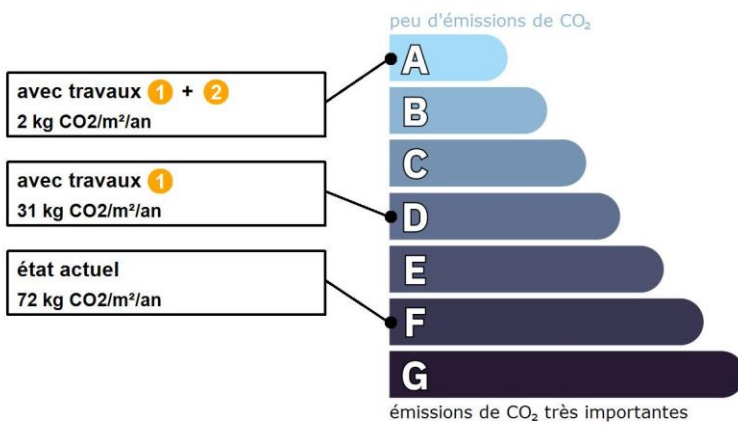 peu d'émissions de CO₂
A
avec travaux 1 + 2
2 kg CO2/m²/an
B
C
avec travaux 1
31 kg CO2/m²/an
D
état actuel
72 kg CO2/m²/an
E
F
G
émissions de CO₂ très importantes